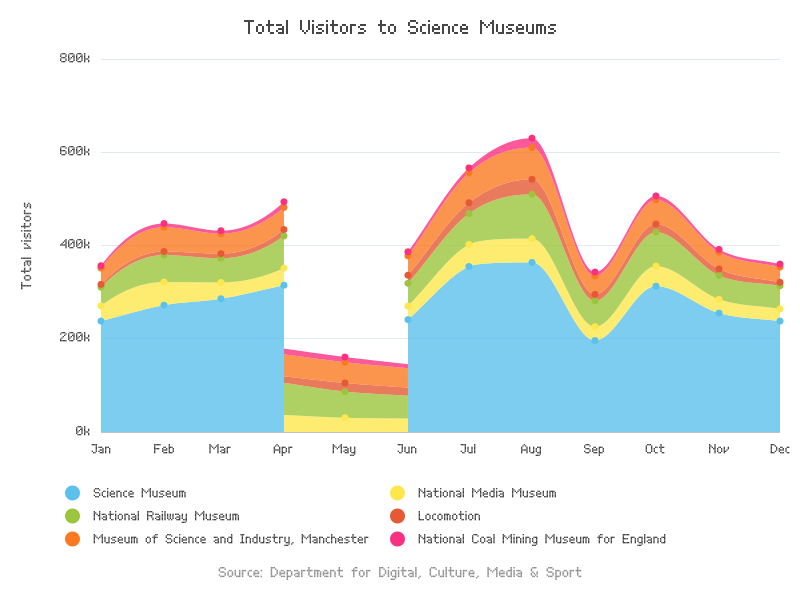 Total Visitors to Science Museums
Total visitors
800k
600k
400k
200k
0k
Jan Feb Mar Apr May Jun Jul Aug Sep Oct Nov Dec
Science Museum National Media Museum
National Railway Museum Locomotion
Museum of Science and Industry, Manchester National Coal Mining Museum for England
Source: Department for Digital, Culture, Media & Sport